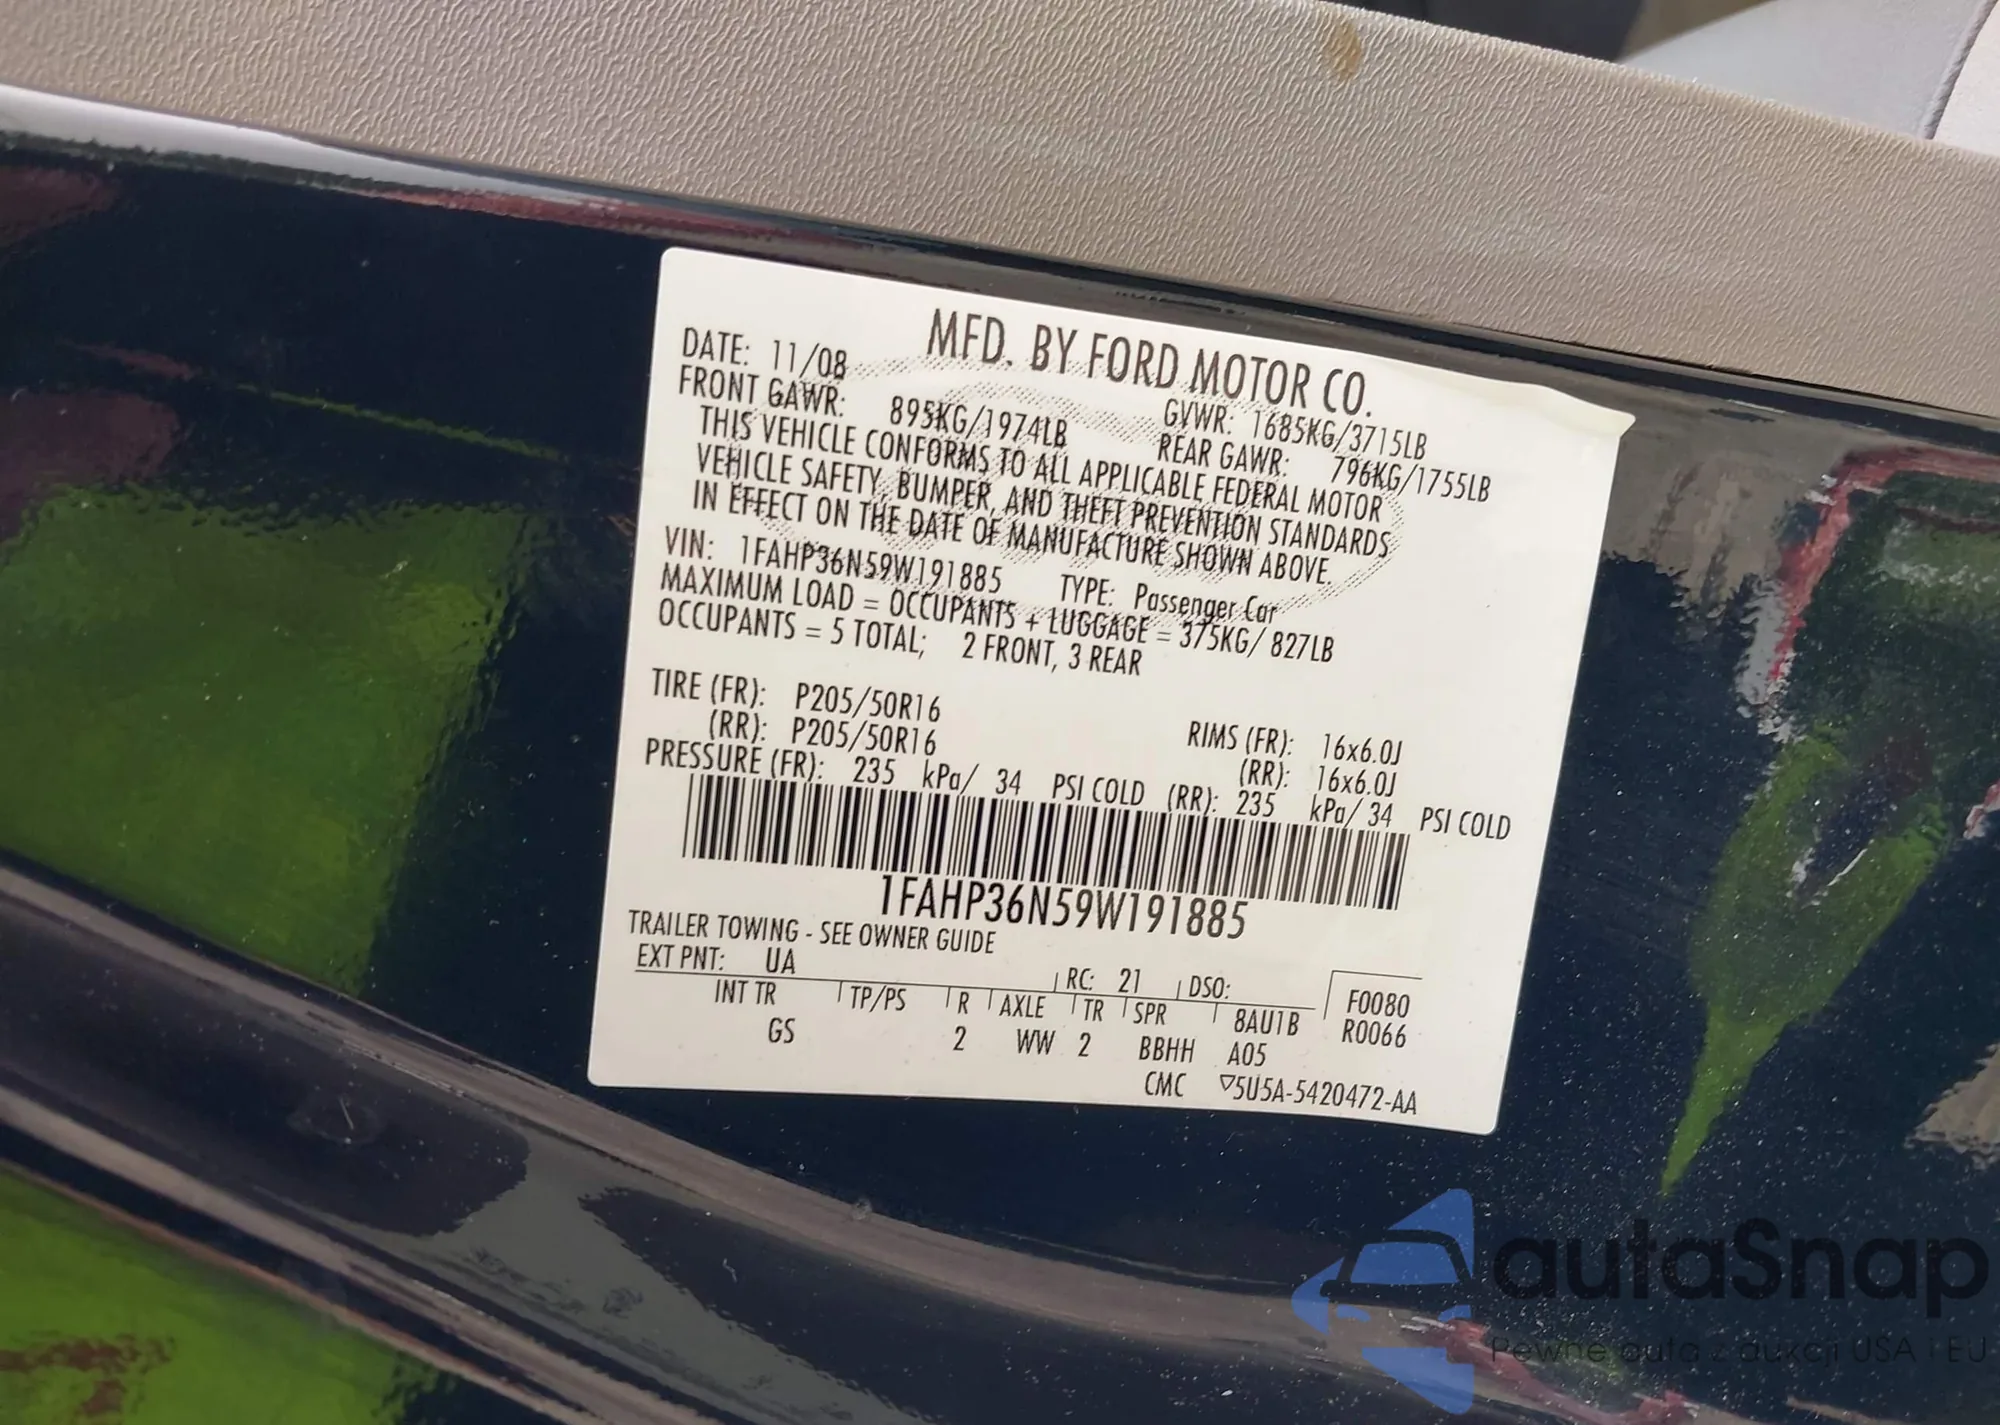 MFD. BY FORD MOTOR CO.
DATE: 11/08 GVWR: 1685KG/3715LB
FRONT GAWR: 895KG/1974LB REAR GAWR: 796KG/1755LB
THIS VEHICLE CONFORMS TO ALL APPLICABLE FEDERAL MOTOR
VEHICLE SAFETY, BUMPER, AND THEFT PREVENTION STANDARDS
IN EFFECT ON THE DATE OF MANUFACTURE SHOWN ABOVE.
VIN: 1FAHP36N59W191885 TYPE: Passenger Car
MAXIMUM LOAD = OCCUPANTS + LUGGAGE = 375KG/ 827LB
OCCUPANTS = 5 TOTAL; 2 FRONT, 3 REAR
TIRE (FR): P205/50R16 RIMS (FR): 16x6.0J
(RR): P205/50R16 (RR): 16x6.0J
PRESSURE (FR): 235 kPa/ 34 PSI COLD (RR): 235 kPa/ 34 PSI COLD
1FAHP36N59W191885
TRAILER TOWING - SEE OWNER GUIDE
EXT PNT: UA RC: 21 DSO: F0080
INT TR TP/PS R AXLE TR SPR 8AU1B R0066
GS 2 WW 2 BBHH A05
CMC ▽5U5A-5420472-AA
autaSnap
Pewne auta z aukcji USA i EU